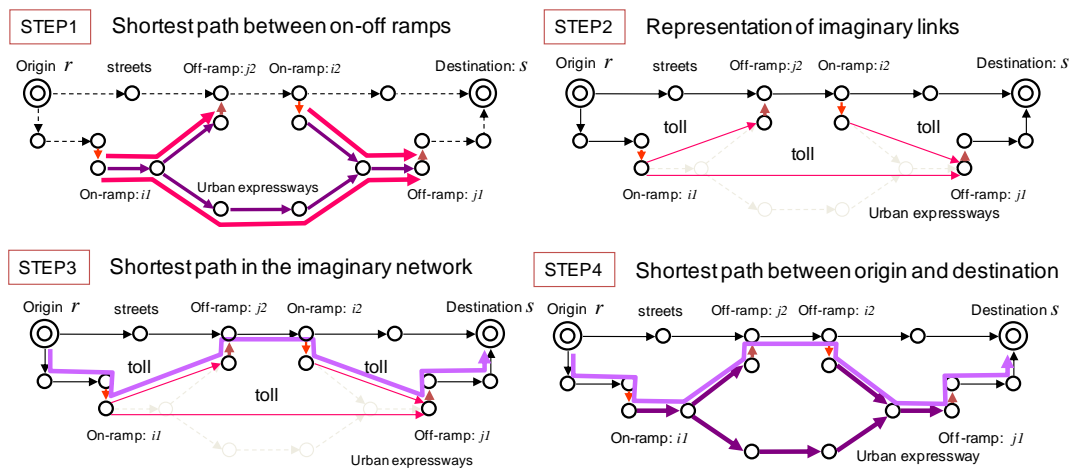 STEP1 Shortest path between on-off ramps
Origin r streets Off-ramp: j2 On-ramp: i2 Destination: s
On-ramp: i1 Urban expressways Off-ramp: j1
STEP2 Representation of imaginary links
Origin r streets Off-ramp: j2 On-ramp: i2 Destination: s
toll toll
toll
On-ramp: i1 Off-ramp: j1
Urban expressways
STEP3 Shortest path in the imaginary network
Origin r streets Off-ramp: j2 On-ramp: i2 Destination s
toll toll
toll
On-ramp: i1 Off-ramp: j1
Urban expressways
STEP4 Shortest path between origin and destination
Origin r streets Off-ramp: j2 Off-ramp: i2 Destination s
On-ramp: i1 Off-ramp: j1
Urban expressway